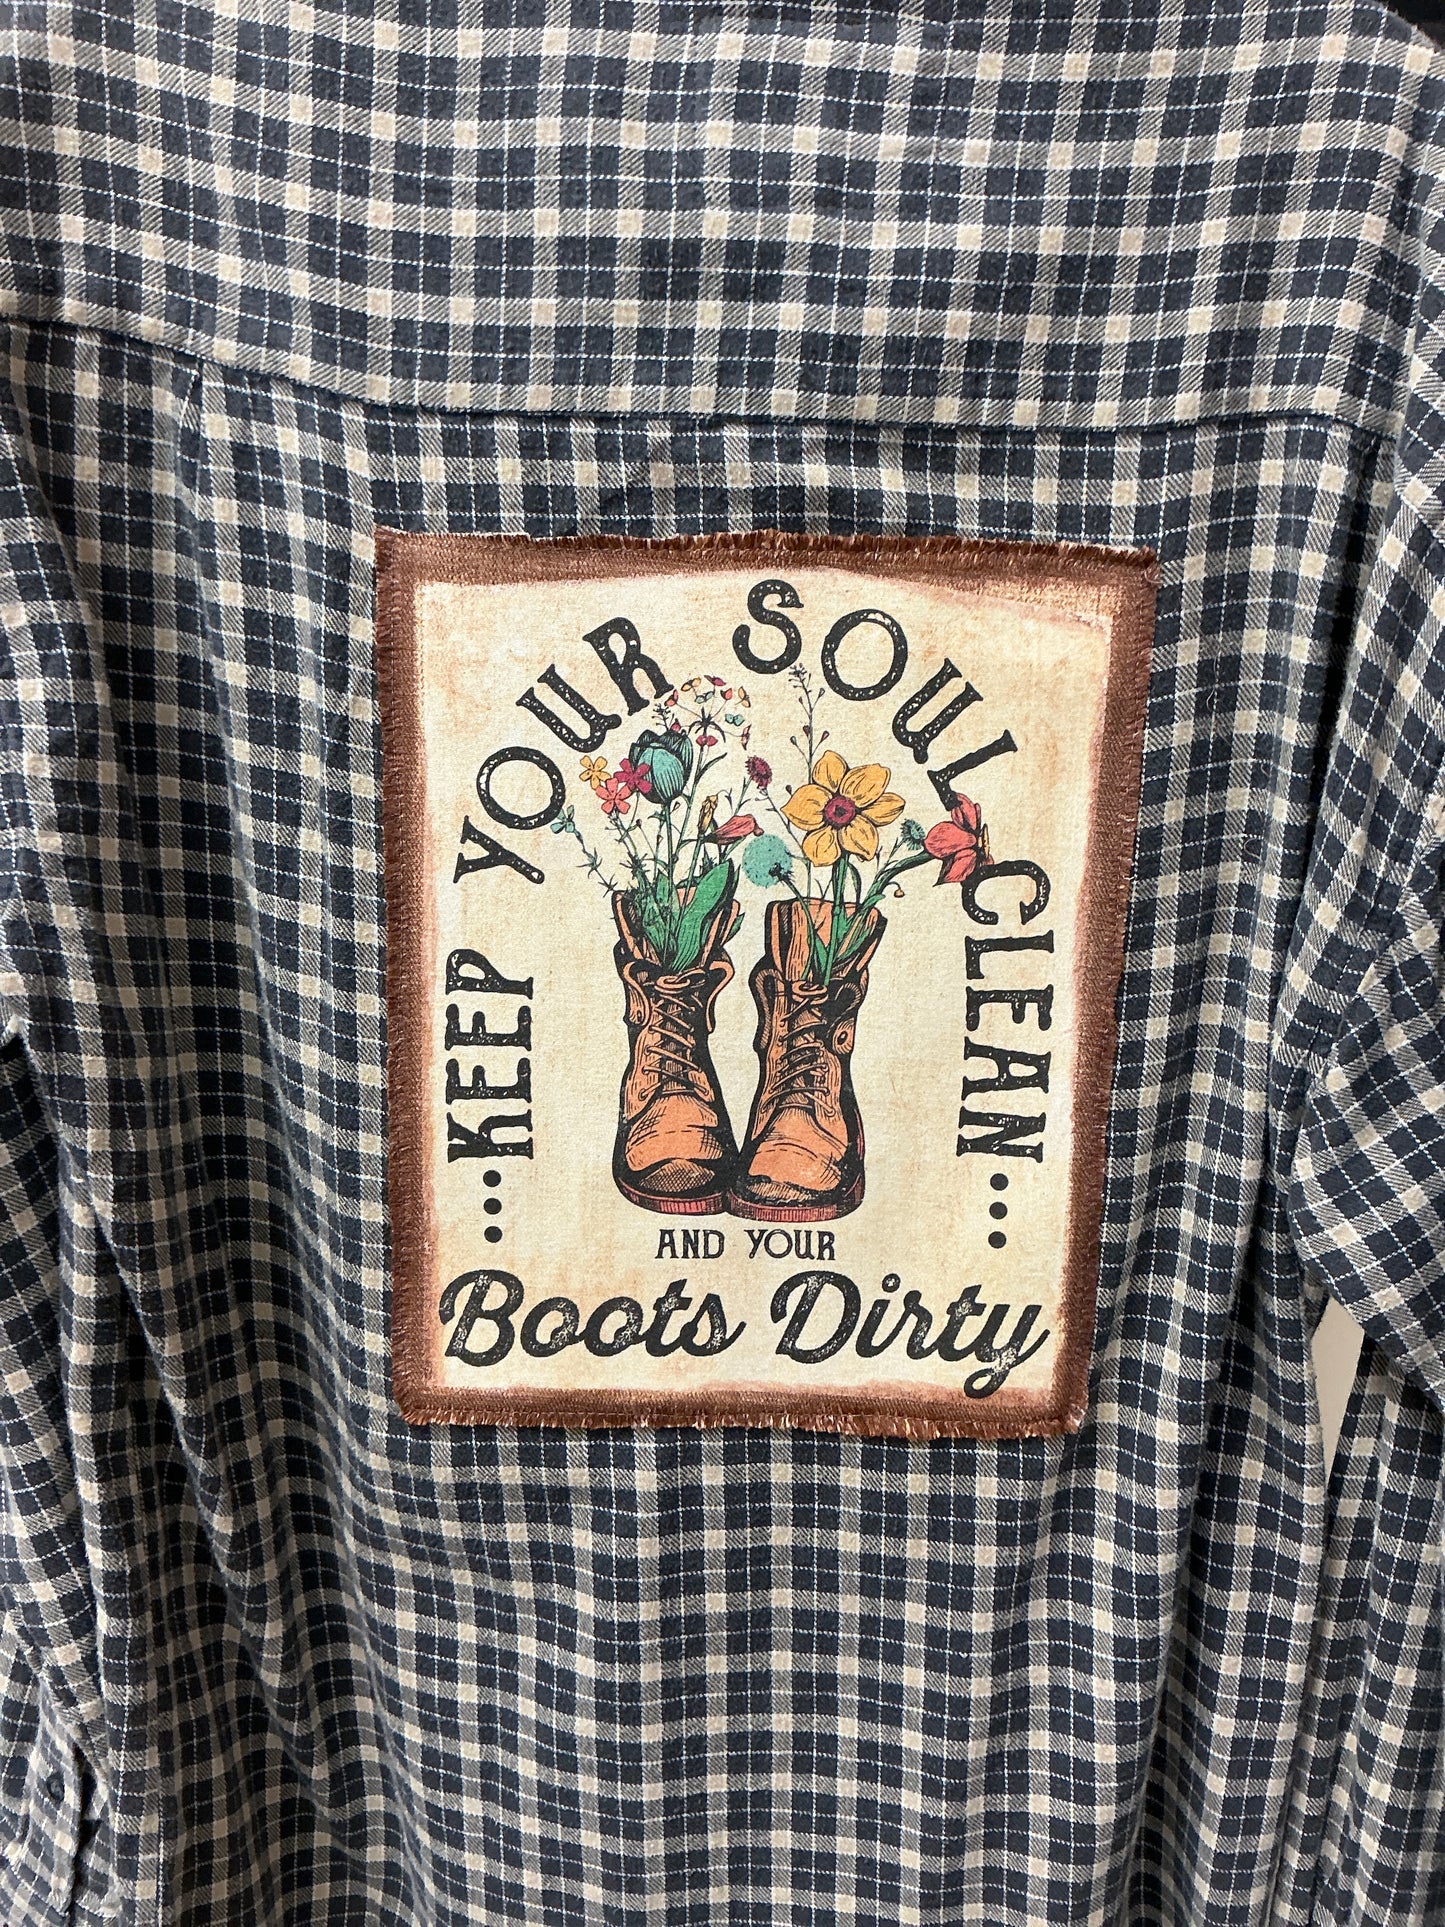 ...KEEP YOUR SOUL CLEAN...
AND YOUR
Boots Dirty